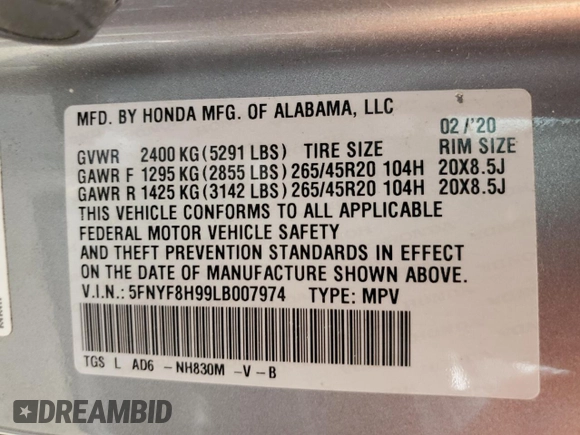 MFD. BY HONDA MFG. OF ALABAMA, LLC
02 /'20
GVWR 2400 KG (5291 LBS) TIRE SIZE RIM SIZE
GAWR F 1295 KG (2855 LBS) 265/45R20 104H 20X8.5J
GAWR R 1425 KG (3142 LBS) 265/45R20 104H 20X8.5J
THIS VEHICLE CONFORMS TO ALL APPLICABLE
FEDERAL MOTOR VEHICLE SAFETY
AND THEFT PREVENTION STANDARDS IN EFFECT
ON THE DATE OF MANUFACTURE SHOWN ABOVE.
V.I.N.: 5FNYF8H99LB007974 TYPE: MPV
TGS L AD6 -NH830M -V -B
DREAMBID